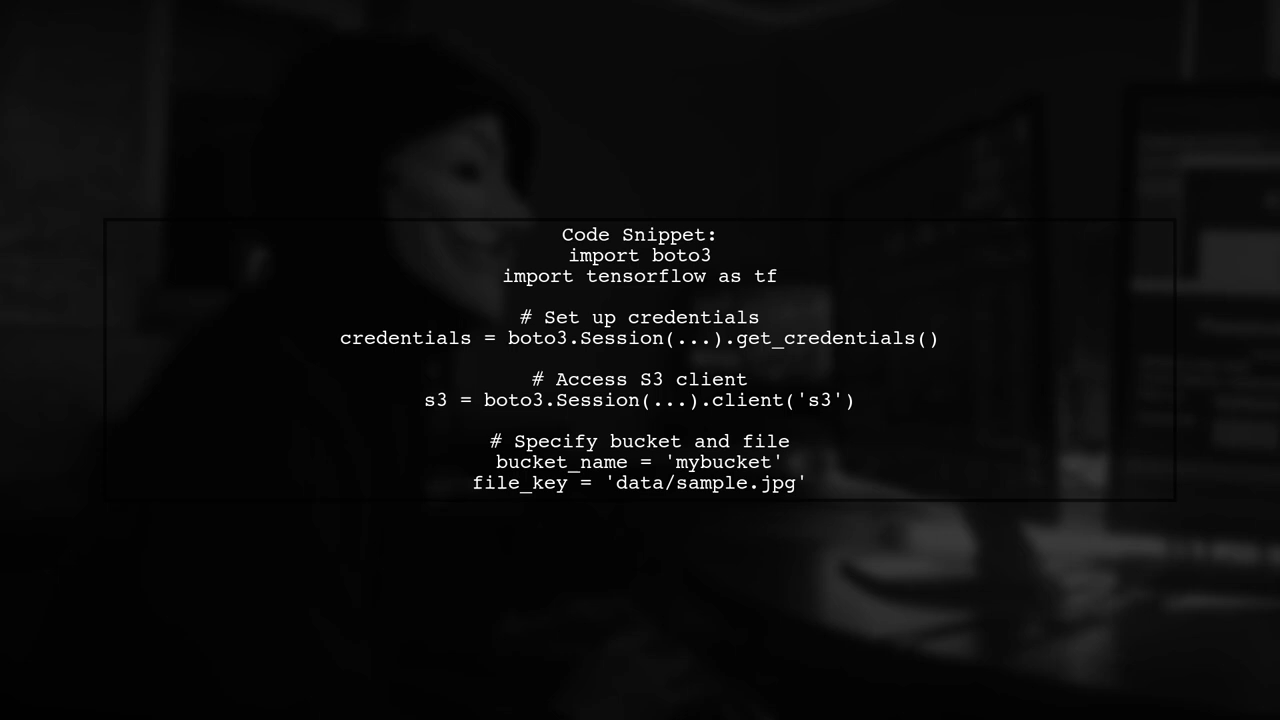 Code Snippet:
import boto3
import tensorflow as tf
# Set up credentials
credentials = boto3.Session(...).get_credentials()
# Access S3 client
s3 = boto3.Session(...).client('s3')
# Specify bucket and file
bucket_name = 'mybucket'
file_key = 'data/sample.jpg'